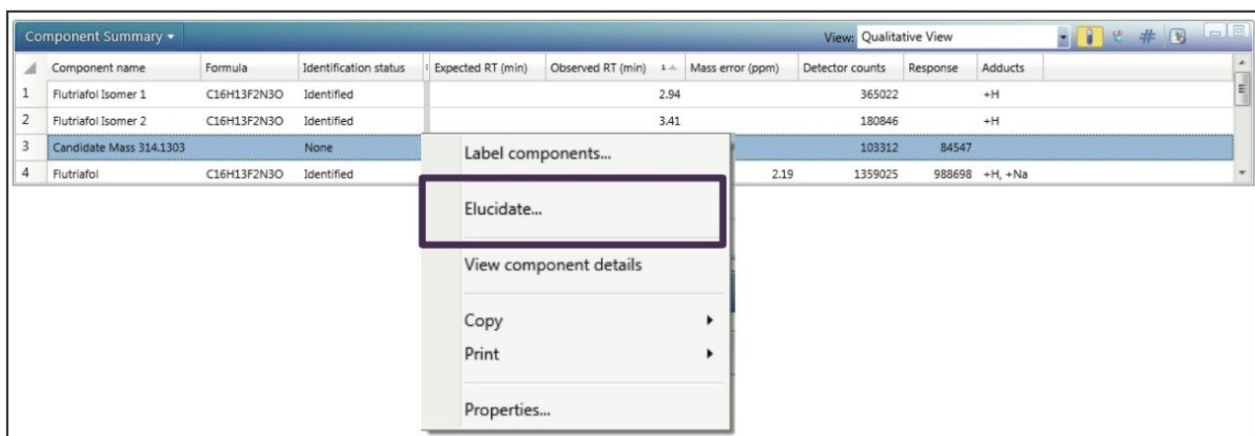 Component Summary View: Qualitative View
Component name Formula Identification status Expected RT (min) Observed RT (min) 1 Mass error (ppm) Detector counts Response Adducts
1 Flutriafol Isomer 1 C16H13F2N3O Identified 2.94 365022 +H
2 Flutriafol Isomer 2 C16H13F2N3O Identified 3.41 180846 +H
3 Candidate Mass 314.1303 None 103312 84547
4 Flutriafol C16H13F2N3O Identified 2.19 1359025 988698 +H, +Na
Label components...
Elucidate...
View component details
Copy
Print
Properties...